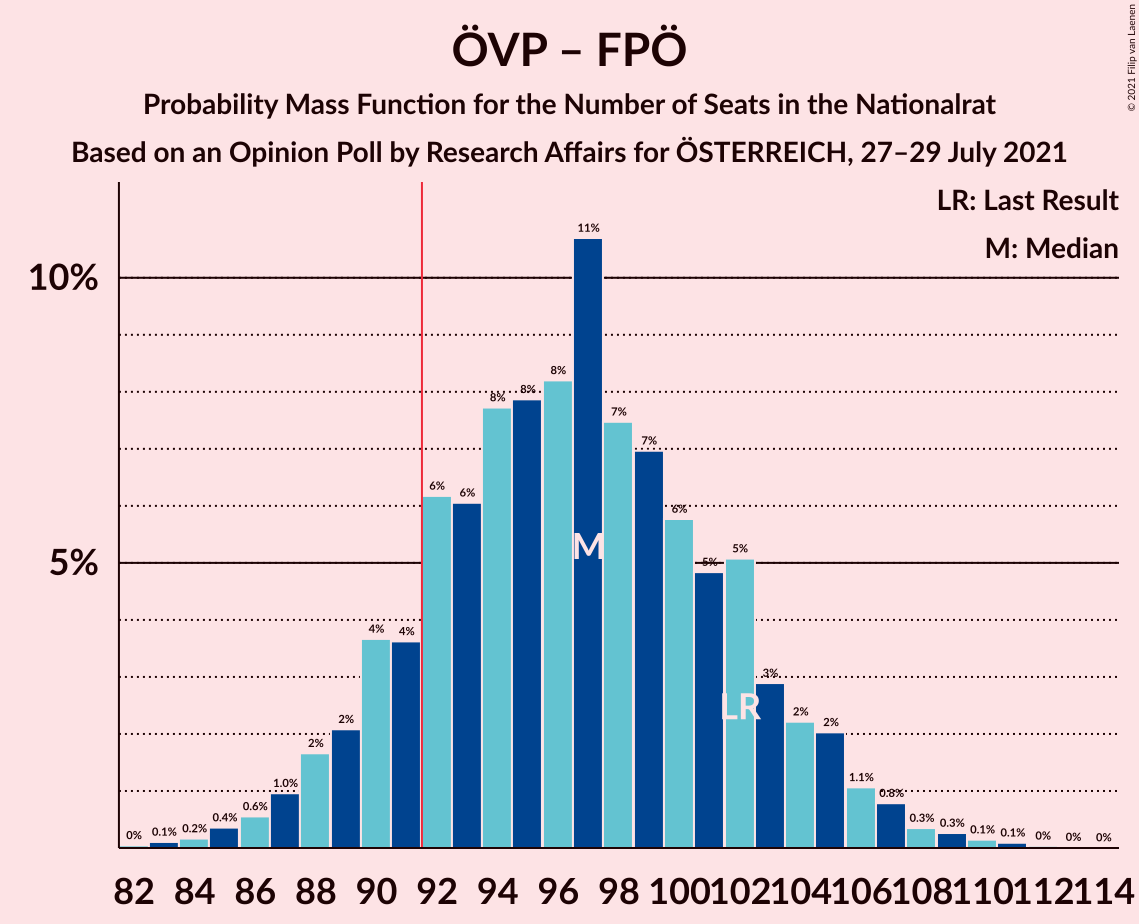 ÖVP – FPÖ
Probability Mass Function for the Number of Seats in the Nationalrat
Based on an Opinion Poll by Research Affairs for ÖSTERREICH, 27–29 July 2021
© 2021 Filip van Laenen
LR: Last Result
M: Median
10%
5%
0% 0.1% 0.2% 0.4% 0.6% 1.0% 2% 2% 4% 4% 6% 6% 8% 8% 8% 11% 7% 7% 6% 5% 5% 3% 2% 2% 1.1% 0.8% 0.3% 0.3% 0.1% 0.1% 0% 0% 0%
M
LR
82 84 86 88 90 92 94 96 98 100 102 104 106 108 110 112 114